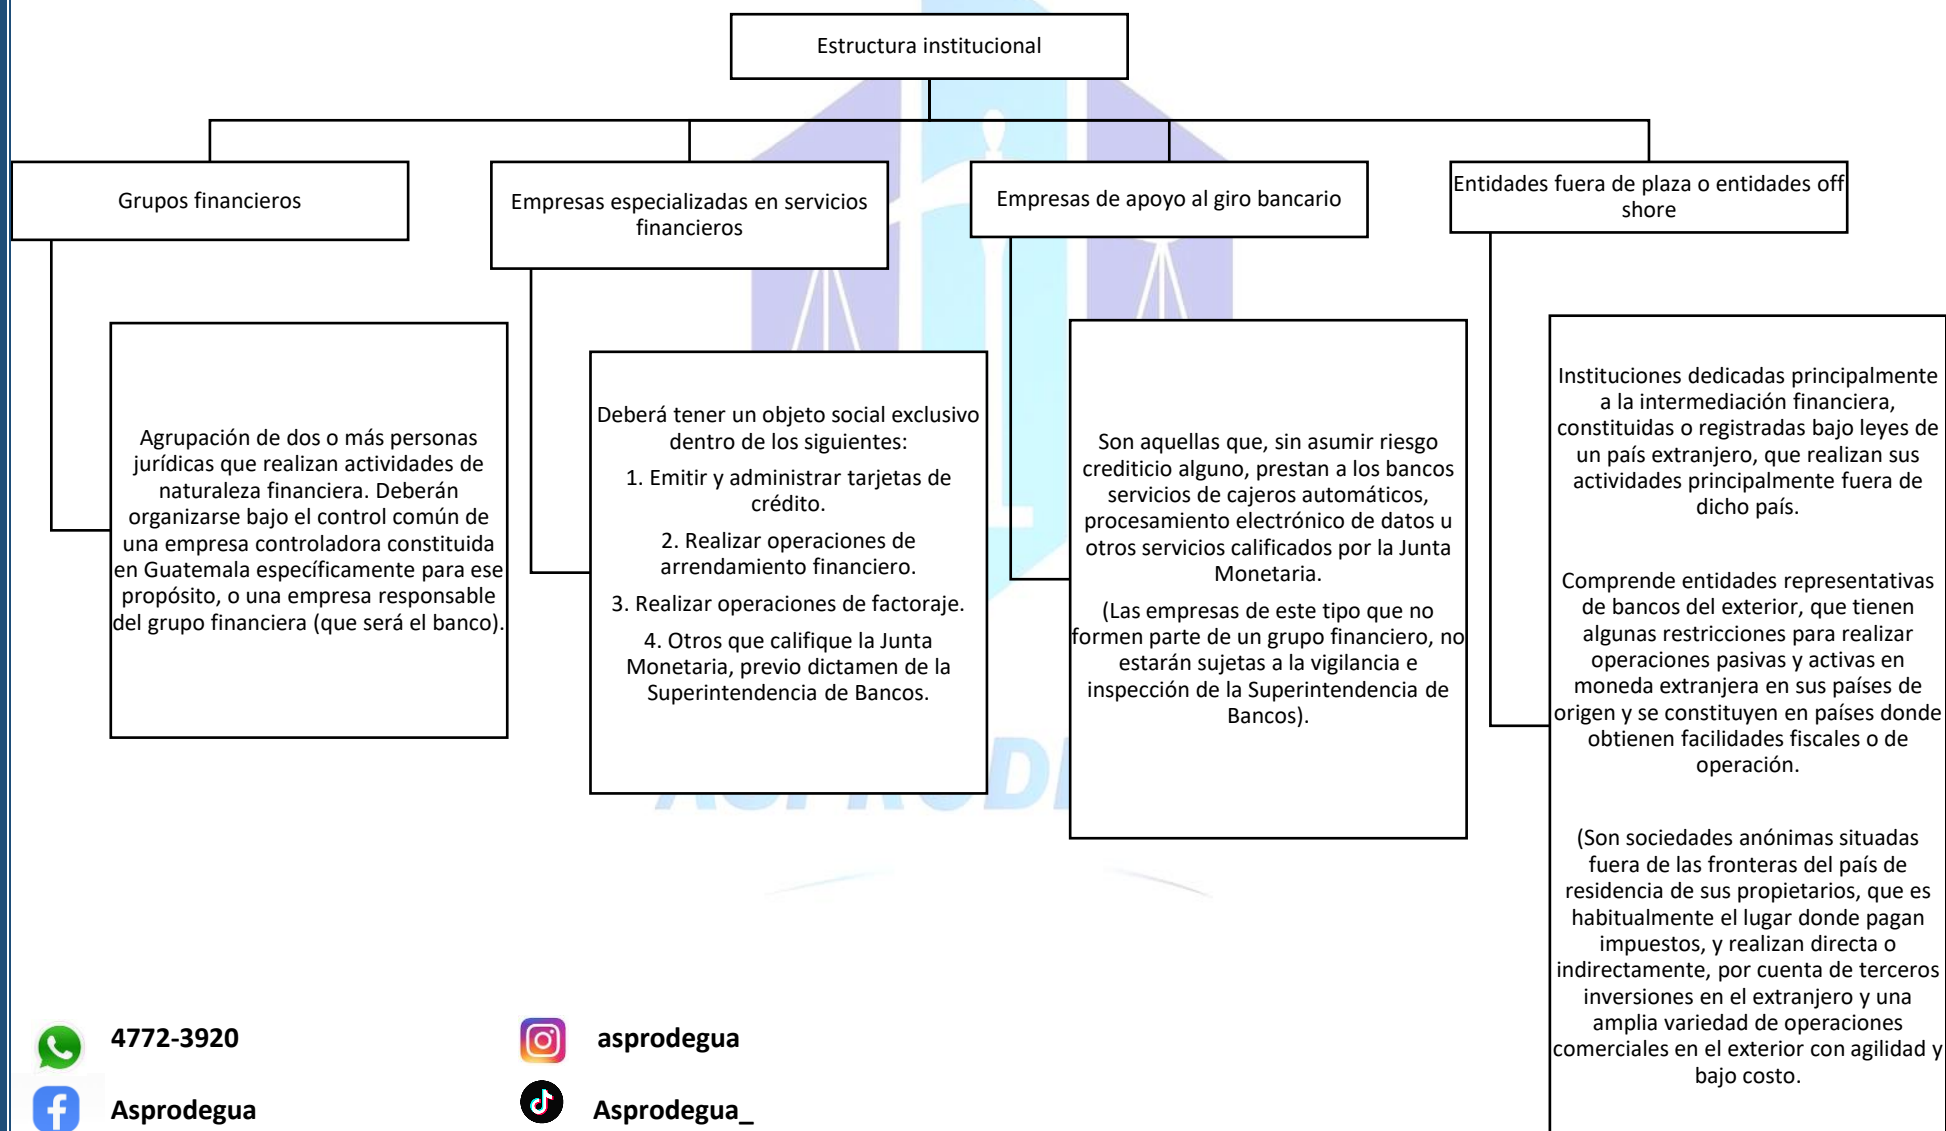 Estructura institucional
Grupos financieros
Empresas especializadas en servicios
financieros
Empresas de apoyo al giro bancario
Entidades fuera de plaza o entidades off
shore
Agrupación de dos o más personas
jurídicas que realizan actividades de
naturaleza financiera. Deberán
organizarse bajo el control común de
una empresa controladora constituida
en Guatemala específicamente para ese
propósito, o una empresa responsable
del grupo financiera (que será el banco).
Deberá tener un objeto social exclusivo
dentro de los siguientes:
1. Emitir y administrar tarjetas de
crédito.
2. Realizar operaciones de
arrendamiento financiero.
3. Realizar operaciones de factoraje.
4. Otros que califique la Junta
Monetaria, previo dictamen de la
Superintendencia de Bancos.
Son aquellas que, sin asumir riesgo
crediticio alguno, prestan a los bancos
servicios de cajeros automáticos,
procesamiento electrónico de datos u
otros servicios calificados por la Junta
Monetaria.
(Las empresas de este tipo que no
formen parte de un grupo financiero, no
estarán sujetas a la vigilancia e
inspección de la Superintendencia de
Bancos).
Instituciones dedicadas principalmente
a la intermediación financiera,
constituidas o registradas bajo leyes de
un país extranjero, que realizan sus
actividades principalmente fuera de
dicho país.
Comprende entidades representativas
de bancos del exterior, que tienen
algunas restricciones para realizar
operaciones pasivas y activas en
moneda extranjera en sus países de
origen y se constituyen en países donde
obtienen facilidades fiscales o de
operación.
(Son sociedades anónimas situadas
fuera de las fronteras del país de
residencia de sus propietarios, que es
habitualmente el lugar donde pagan
impuestos, y realizan directa o
indirectamente, por cuenta de terceros
inversiones en el extranjero y una
amplia variedad de operaciones
comerciales en el exterior con agilidad y
bajo costo.
4772-3920
asprodegua
Asprodegua
Asprodegua_